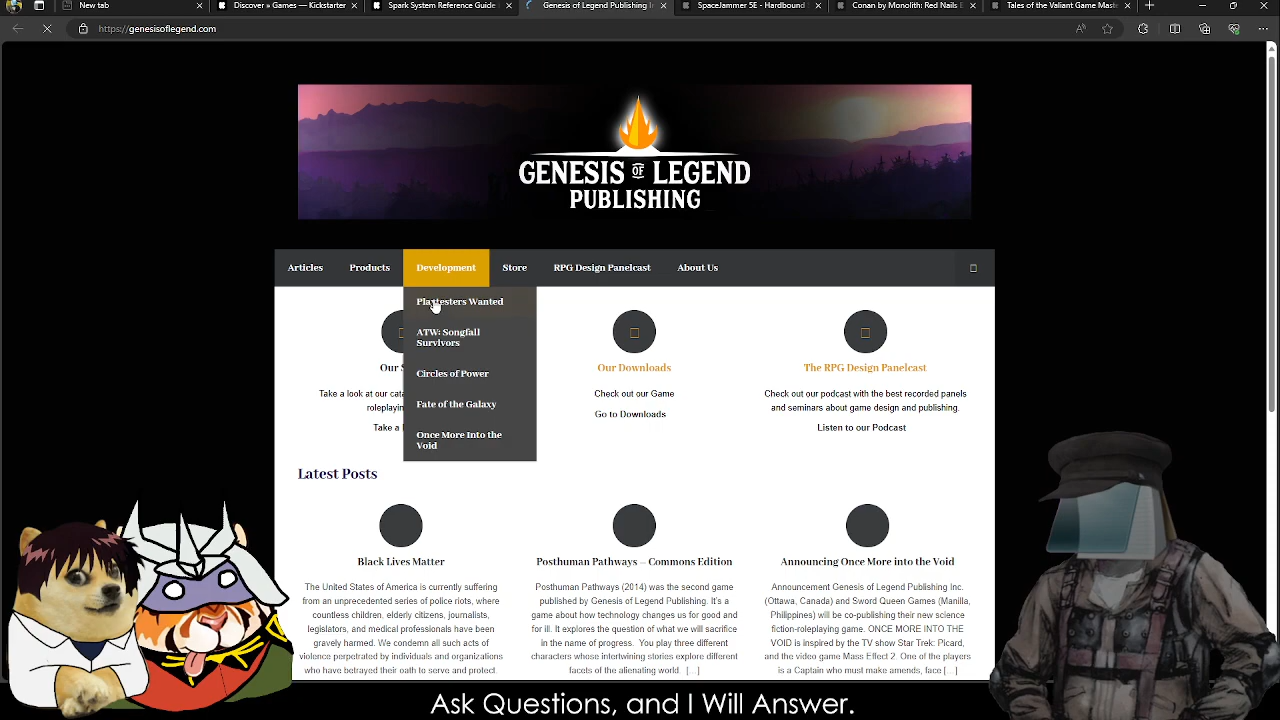 New tab
Discover » Games — Kickstarter
Spark System Reference Guide
Genesis of Legend Publishing In
SpaceJammer 5E - Hardbound
Conan by Monolith: Red Nails E
Tales of the Valiant Game Maste
https://genesisoflegend.com
GENESIS OF LEGEND
PUBLISHING
Articles Products Development Store RPG Design Panelcast About Us
Playtesters Wanted
ATW: Songfall
Survivors
Circles of Power
Fate of the Galaxy
Once More Into the
Void
Our
Take a look at our cata
roleplaying
Take a
Our Downloads
Check out our Game
Go to Downloads
The RPG Design Panelcast
Check out our podcast with the best recorded panels
and seminars about game design and publishing.
Listen to our Podcast
Latest Posts
Black Lives Matter
The United States of America is currently suffering
from an unprecedented series of police riots, where
countless children, elderly citizens, journalists,
legislators, and medical professionals have been
gravely harmed. We condemn all such acts of
violence perpetrated by individuals and organizations
who have betrayed their oath to serve and protect.
Posthuman Pathways – Commons Edition
Posthuman Pathways (2014) was the second game
published by Genesis of Legend Publishing. It's a
game about how technology changes us for good and
for ill. It explores the question of what we will sacrifice
in the name of progress. You play three different
characters whose intertwining stories explore different
facets of the alienating world. [...]
Announcing Once More into the Void
Announcement Genesis of Legend Publishing Inc.
(Ottawa, Canada) and Sword Queen Games (Manilla,
Philippines) will be co-publishing their new science
fiction-roleplaying game. ONCE MORE INTO THE
VOID is inspired by the TV show Star Trek: Picard,
and the video game Mass Effect 2. One of the players
is a Captain who must make amends, face [...]
Ask Questions, and I Will Answer.